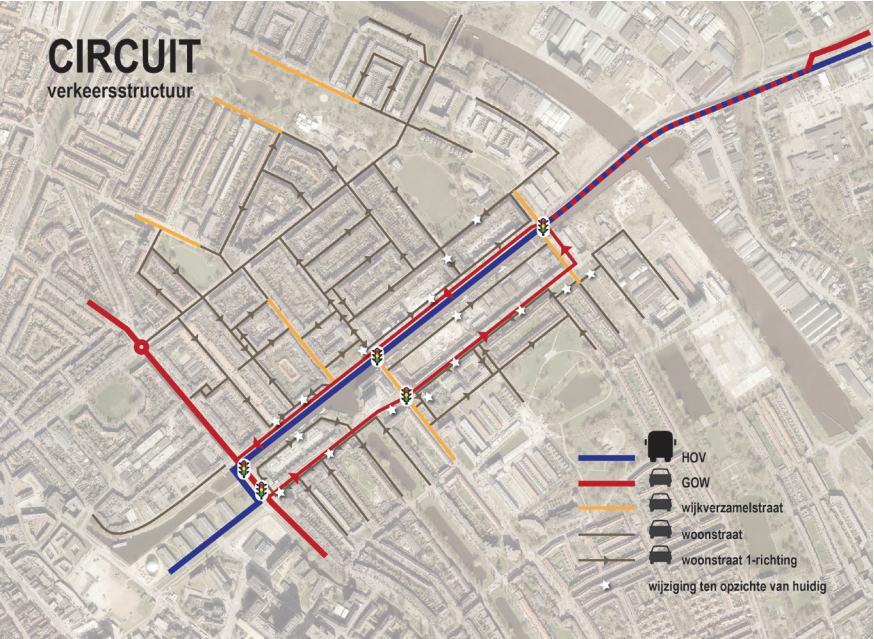 CIRCUIT
verkeersstructuur
HOV
GOW
wijkverzamelstraat
woonstraat
woonstraat 1-richting
wijziging ten opzichte van huidig